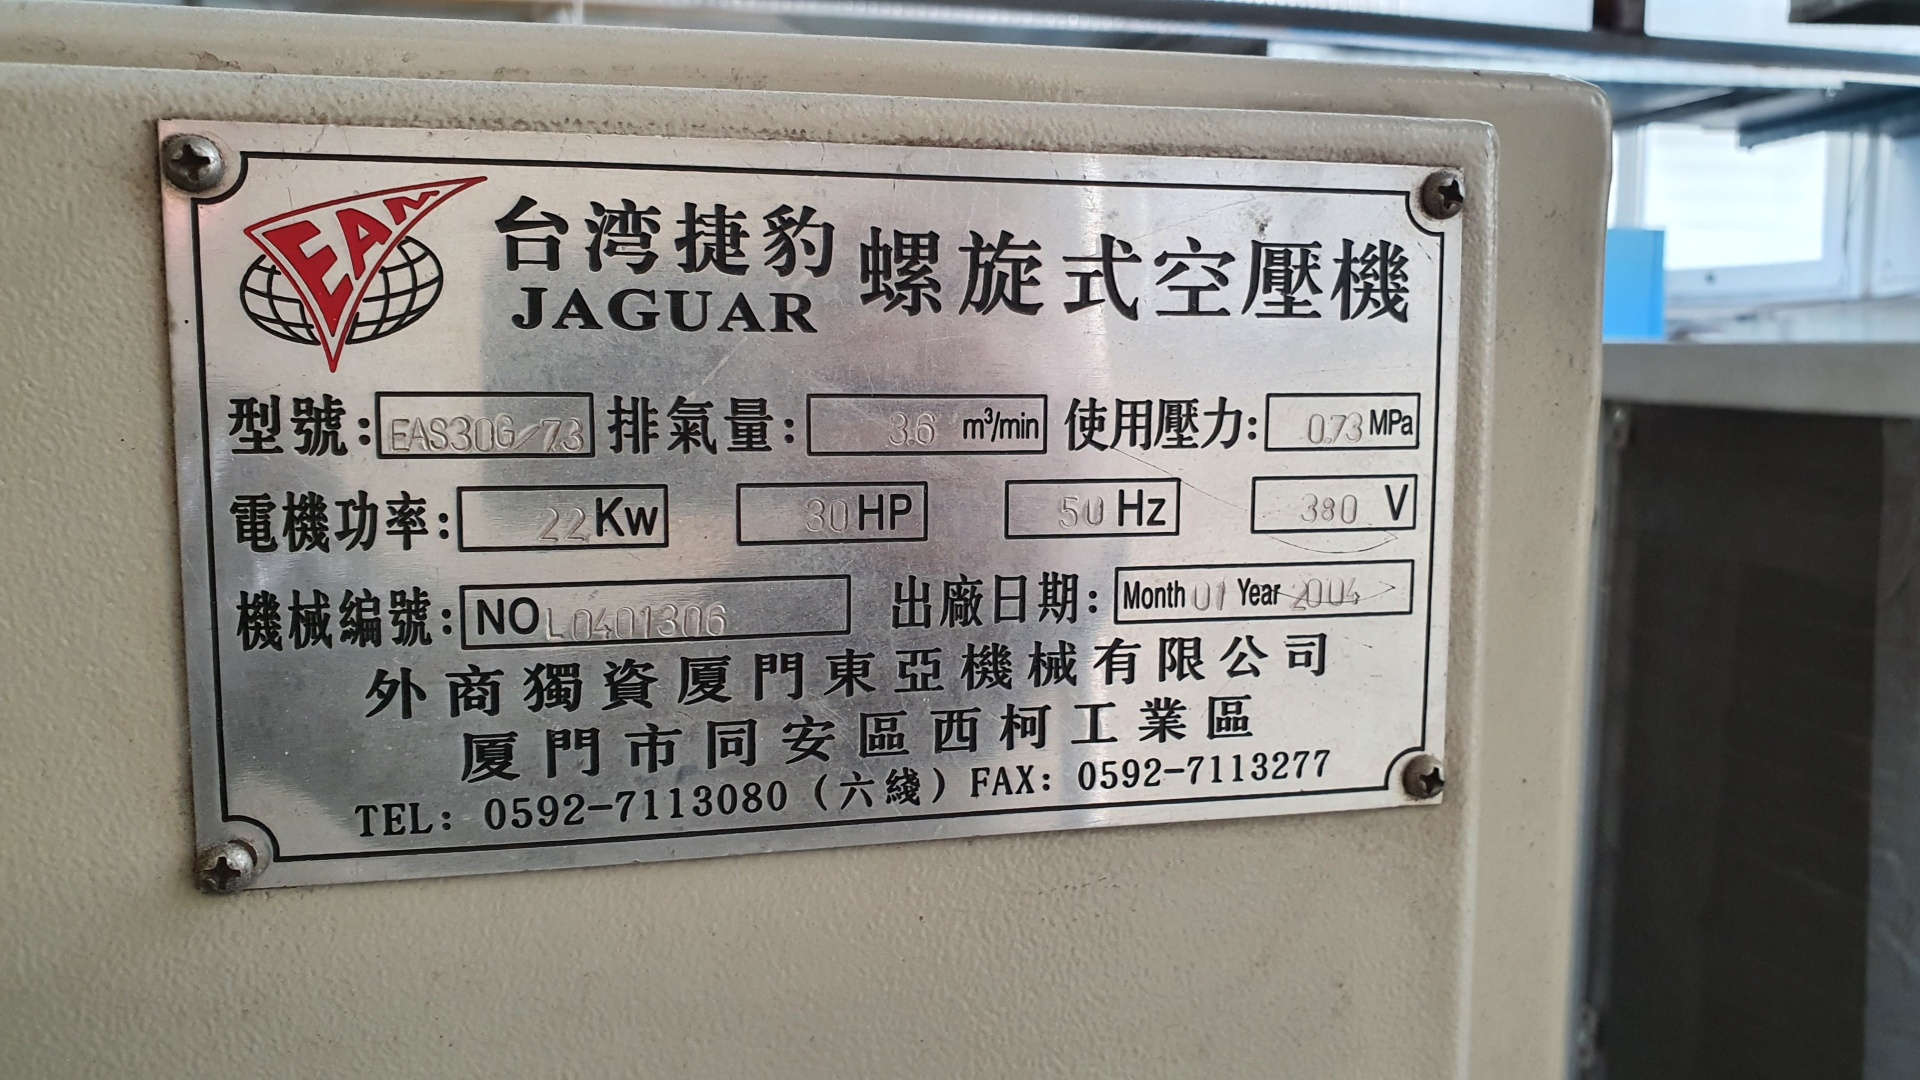 EAM
台湾捷豹 螺旋式空壓機
JAGUAR
型號: EAS30G/7.3 排氣量: 3.6 m³/min 使用壓力: 0.73 MPa
電機功率: 22 Kw 30 HP 50 Hz 380 V
機械編號: NO L0401306 出廠日期: Month 01 Year 2004
外商獨資廈門東亞機械有限公司
廈門市同安區西柯工業區
TEL: 0592-7113080 (六綫) FAX: 0592-7113277